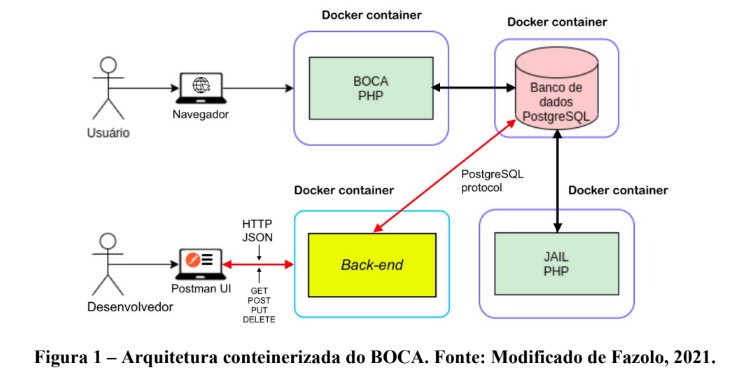 Docker container
Docker container
BOCA
PHP
Banco de
dados
PostgreSQL
Usuário
Navegador
PostgreSQL
protocol
Docker container
Docker container
HTTP
JSON
Back-end
JAIL
PHP
Desenvolvedor
Postman UI
GET
POST
PUT
DELETE
Figura 1 – Arquitetura conteinerizada do BOCA. Fonte: Modificado de Fazolo, 2021.